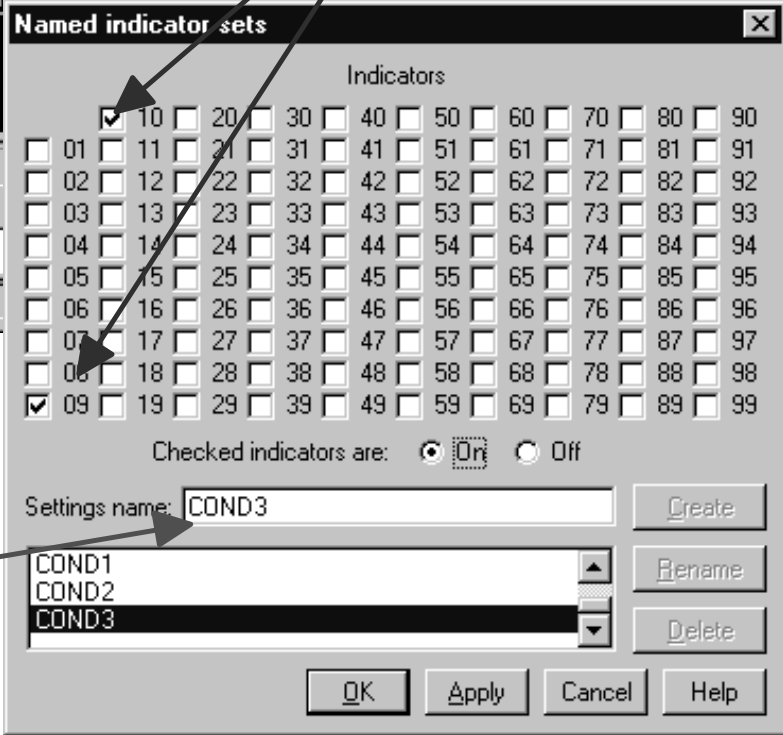 Named indicator sets
Indicators
10 20 30 40 50 60 70 80 90
01 11 21 31 41 51 61 71 81 91
02 12 22 32 42 52 62 72 82 92
03 13 23 33 43 53 63 73 83 93
04 14 24 34 44 54 64 74 84 94
05 15 25 35 45 55 65 75 85 95
06 16 26 36 46 56 66 76 86 96
07 17 27 37 47 57 67 77 87 97
08 18 28 38 48 58 68 78 88 98
09 19 29 39 49 59 69 79 89 99
Checked indicators are: On Off
Settings name: COND3 Create
COND1 Rename
COND2
COND3 Delete
OK Apply Cancel Help